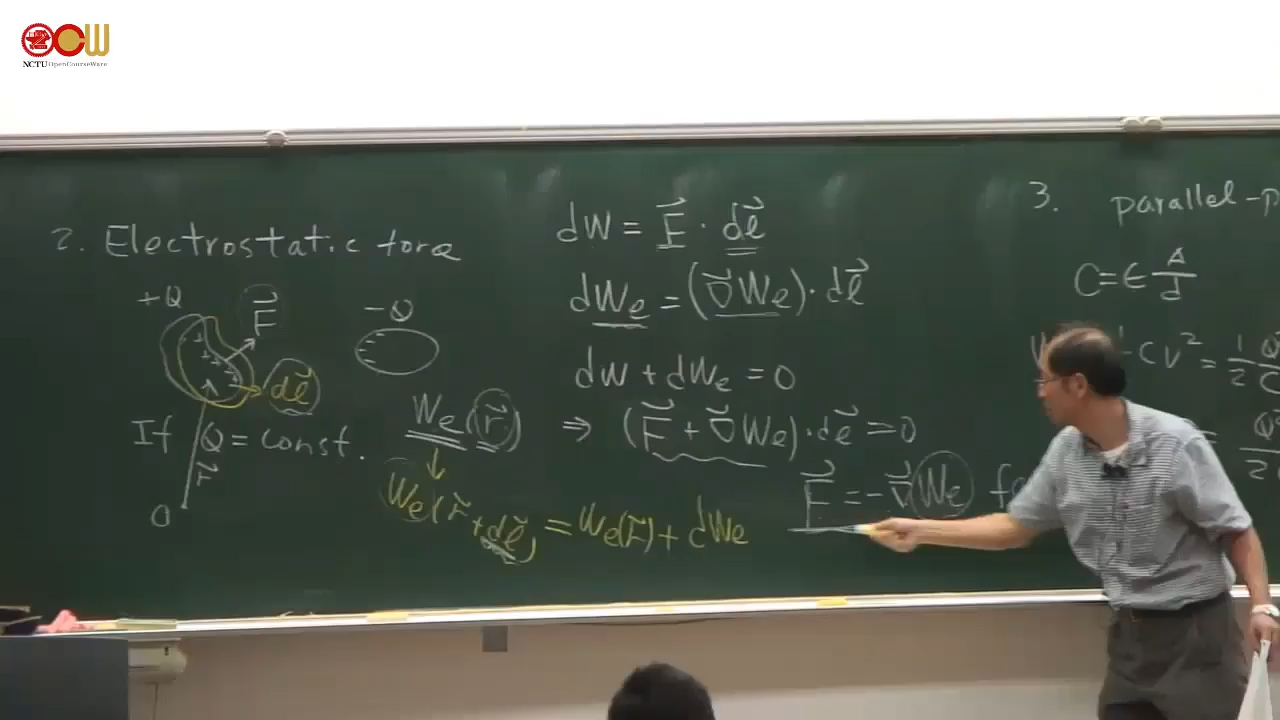 NCTU OpenCourseWare
2. Electrostatic force
+Q
F⃗
-Q
dl⃗
If Q = const.
r⃗
O
We(r⃗)
We(r⃗+dl⃗) = We(r⃗) + dWe
dW = F⃗ · dl⃗
dWe = (∇⃗We) · dl⃗
dW + dWe = 0
⇒ (F⃗ + ∇⃗We) · dl⃗ = 0
F⃗ = -∇⃗We
3. parallel-p
C = ε A/d
CV² = 1/2 Q